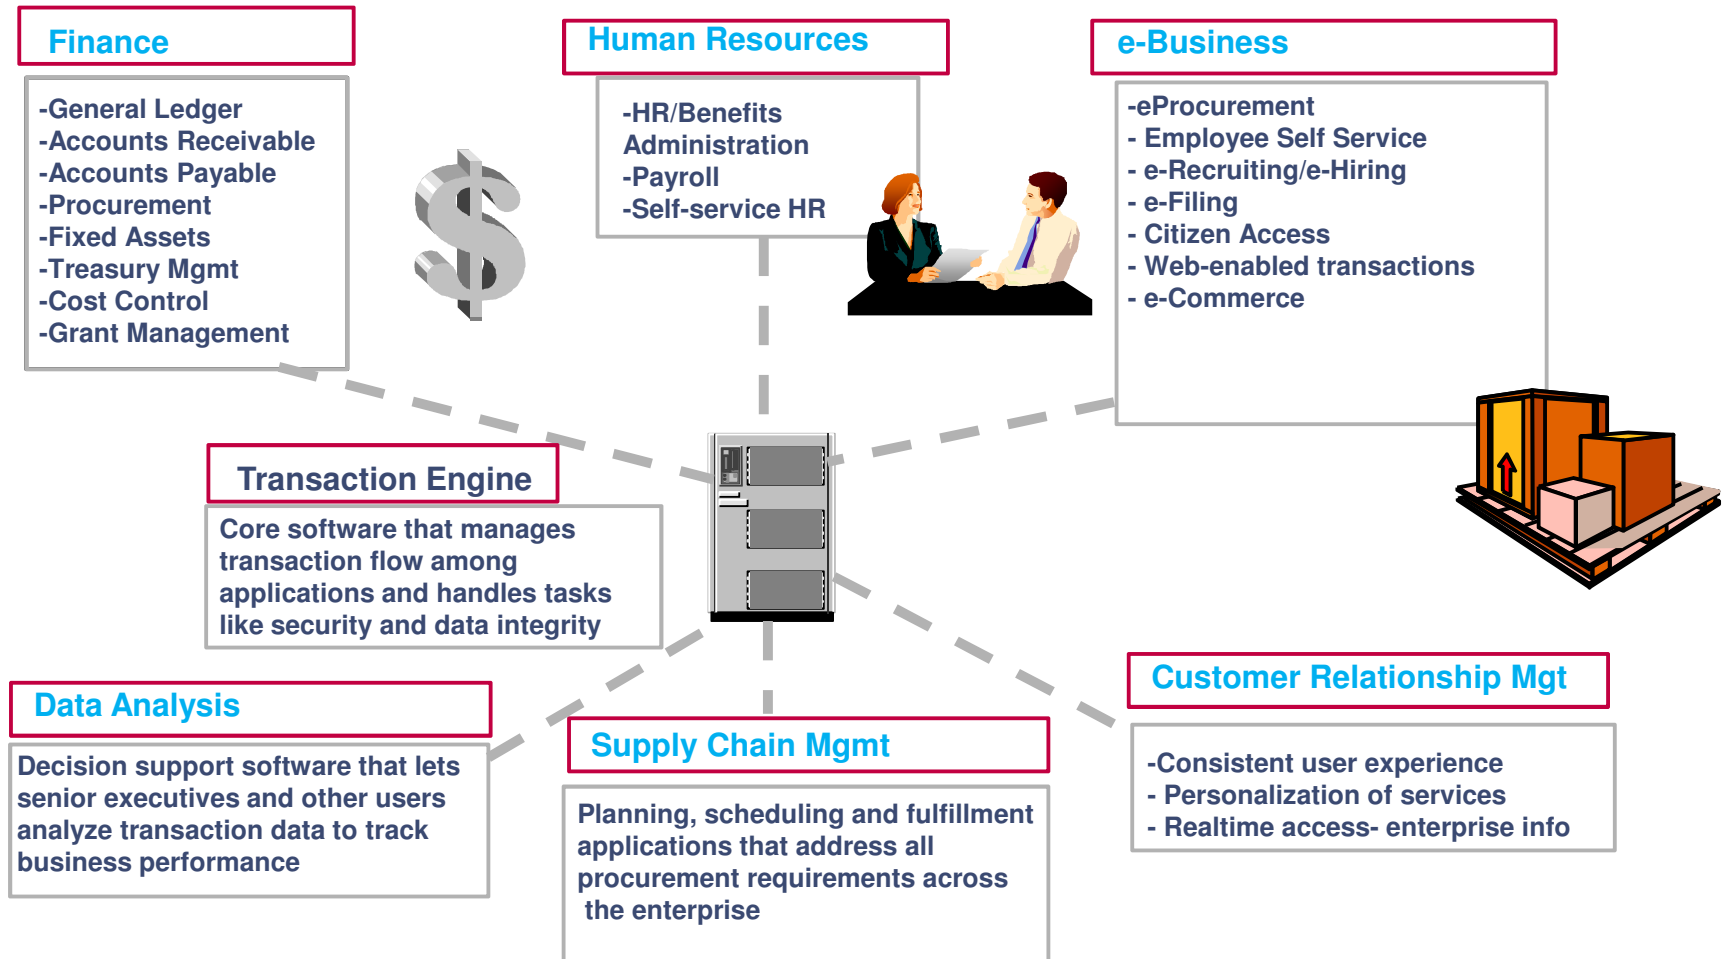 Finance
-General Ledger
-Accounts Receivable
-Accounts Payable
-Procurement
-Fixed Assets
-Treasury Mgmt
-Cost Control
-Grant Management
Human Resources
-HR/Benefits
Administration
-Payroll
-Self-service HR
e-Business
-eProcurement
- Employee Self Service
- e-Recruiting/e-Hiring
- e-Filing
- Citizen Access
- Web-enabled transactions
- e-Commerce
Transaction Engine
Core software that manages
transaction flow among
applications and handles tasks
like security and data integrity
Data Analysis
Decision support software that lets
senior executives and other users
analyze transaction data to track
business performance
Supply Chain Mgmt
Planning, scheduling and fulfillment
applications that address all
procurement requirements across
the enterprise
Customer Relationship Mgt
-Consistent user experience
- Personalization of services
- Realtime access- enterprise info